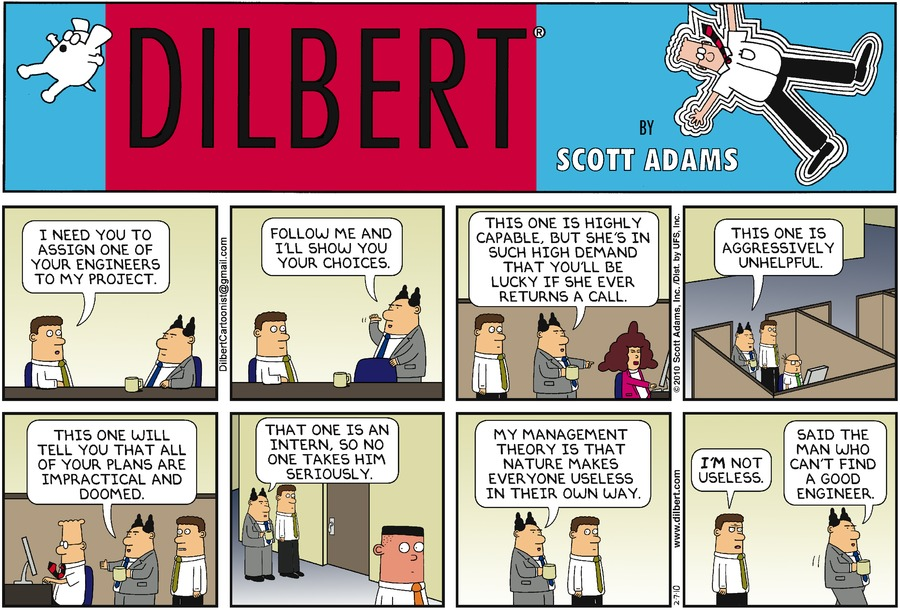 DILBERT®
BY
SCOTT ADAMS
I NEED YOU TO
ASSIGN ONE OF
YOUR ENGINEERS
TO MY PROJECT.
DilbertCartoonist@gmail.com
FOLLOW ME AND
I'LL SHOW YOU
YOUR CHOICES.
THIS ONE IS HIGHLY
CAPABLE, BUT SHE'S IN
SUCH HIGH DEMAND
THAT YOU'LL BE
LUCKY IF SHE EVER
RETURNS A CALL.
©2010 Scott Adams, Inc./Dist. by UFS, Inc.
THIS ONE IS
AGGRESSIVELY
UNHELPFUL.
THIS ONE WILL
TELL YOU THAT ALL
OF YOUR PLANS ARE
IMPRACTICAL AND
DOOMED.
THAT ONE IS AN
INTERN, SO NO
ONE TAKES HIM
SERIOUSLY.
MY MANAGEMENT
THEORY IS THAT
NATURE MAKES
EVERYONE USELESS
IN THEIR OWN WAY.
www.dilbert.com
2-7-10
I'M NOT
USELESS.
SAID THE
MAN WHO
CAN'T FIND
A GOOD
ENGINEER.